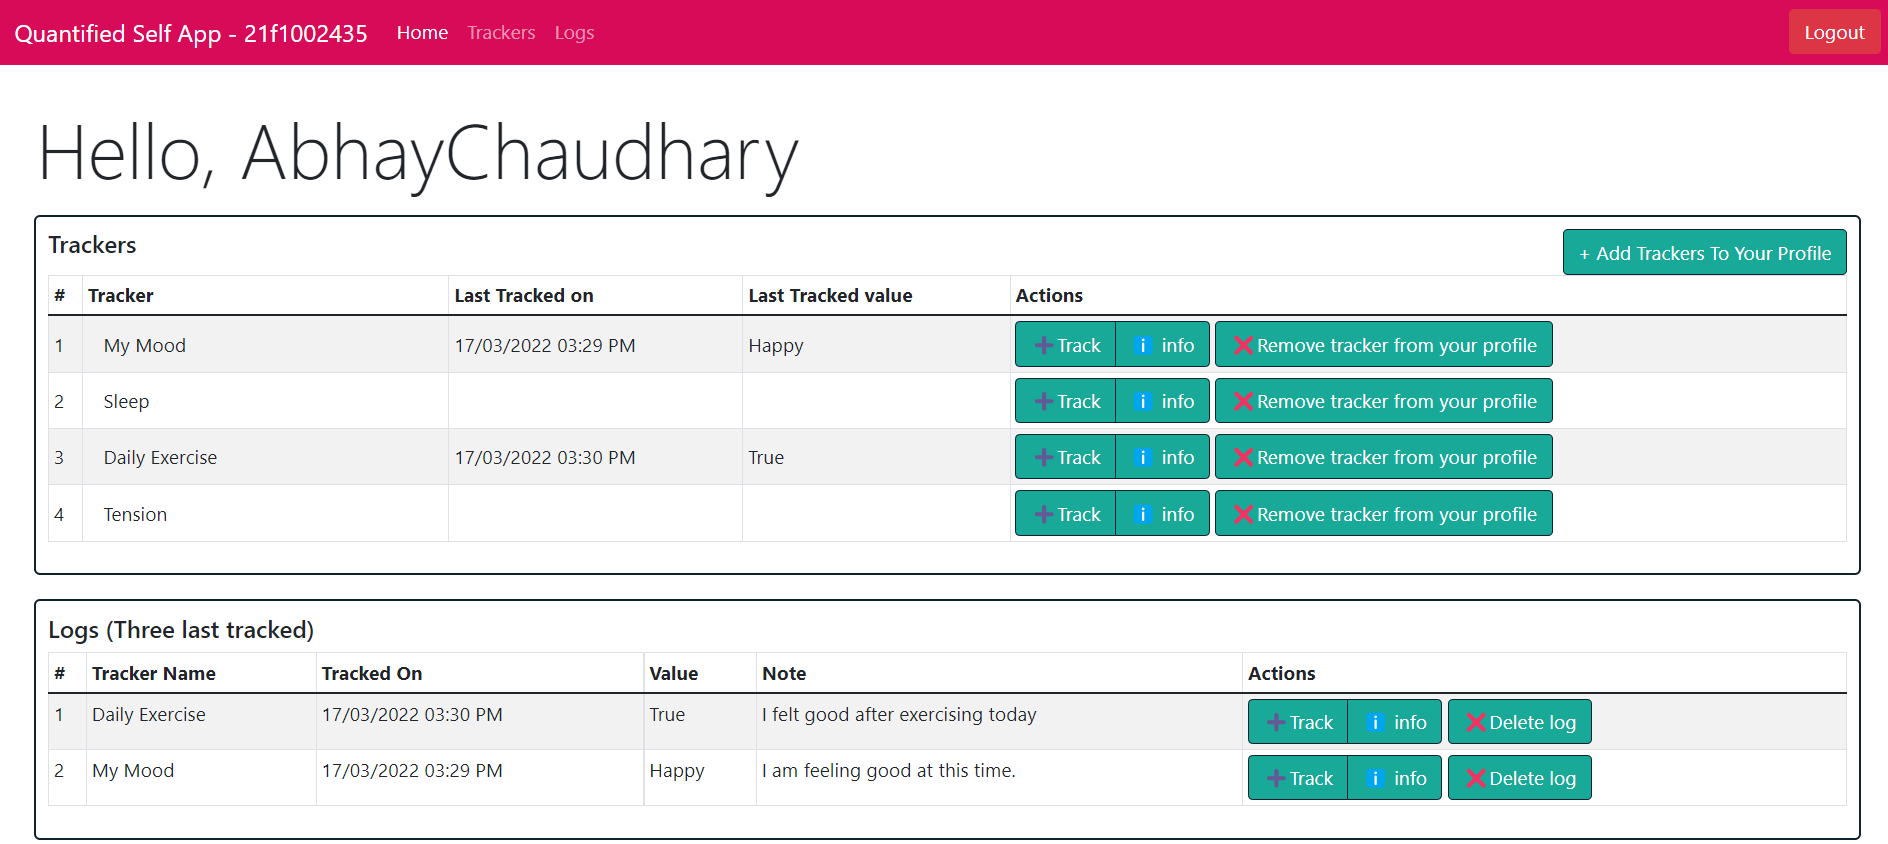 Quantified Self App - 21f1002435 Home Trackers Logs Logout
Hello, AbhayChaudhary
Trackers + Add Trackers To Your Profile
# Tracker Last Tracked on Last Tracked value Actions
1 My Mood 17/03/2022 03:29 PM Happy ➕Track ℹ️ info ❌Remove tracker from your profile
2 Sleep ➕Track ℹ️ info ❌Remove tracker from your profile
3 Daily Exercise 17/03/2022 03:30 PM True ➕Track ℹ️ info ❌Remove tracker from your profile
4 Tension ➕Track ℹ️ info ❌Remove tracker from your profile
Logs (Three last tracked)
# Tracker Name Tracked On Value Note Actions
1 Daily Exercise 17/03/2022 03:30 PM True I felt good after exercising today ➕Track ℹ️ info ❌Delete log
2 My Mood 17/03/2022 03:29 PM Happy I am feeling good at this time. ➕Track ℹ️ info ❌Delete log